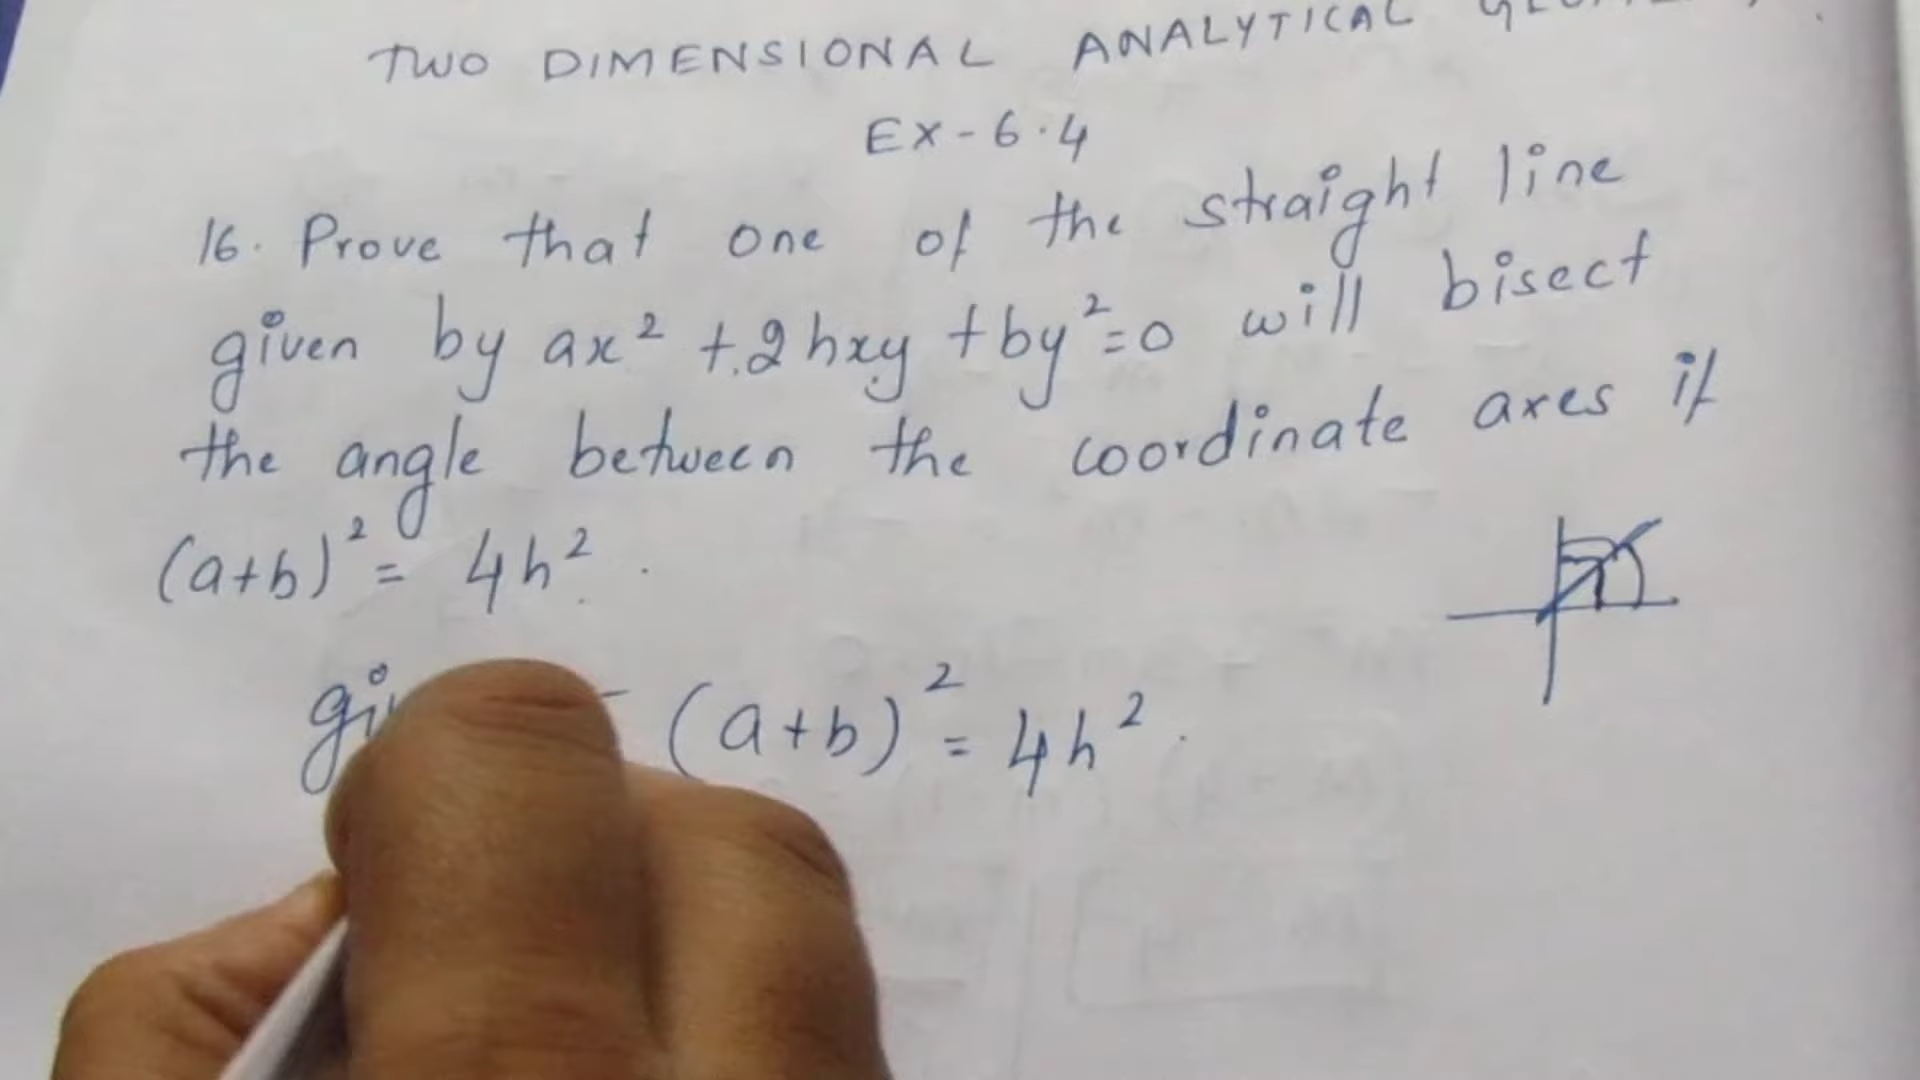 TWO DIMENSIONAL ANALYTICAL
EX-6.4
16. Prove that one of the straight line
given by ax² + 2hxy + by² = 0 will bisect
the angle between the coordinate axes if
(a+b)² = 4h².
(a+b)² = 4h².